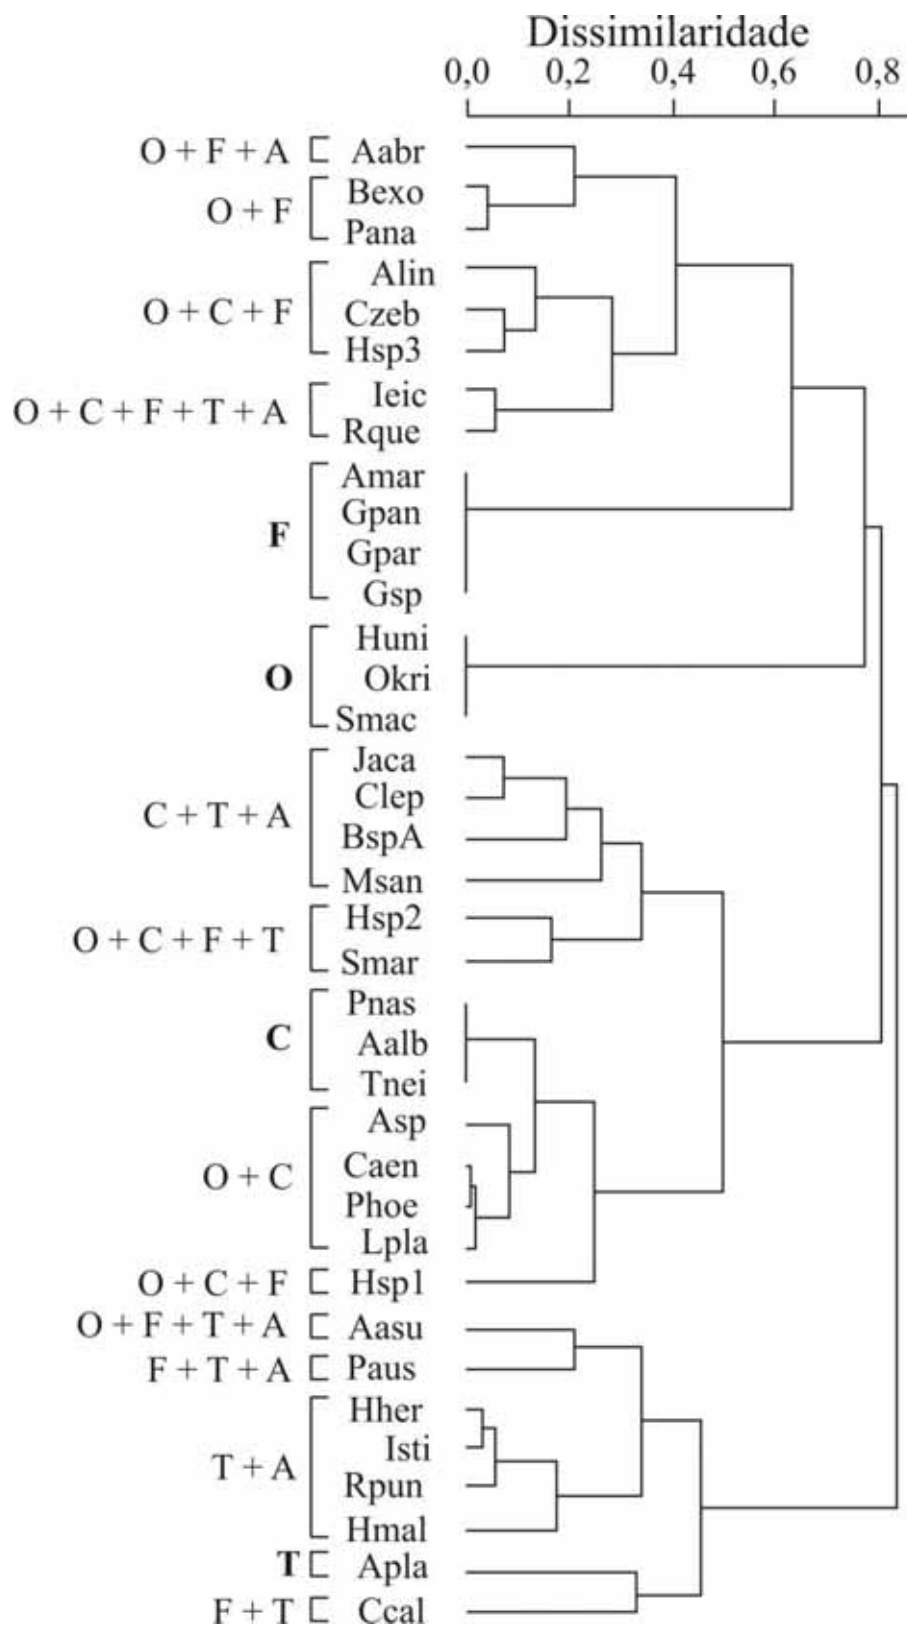 Dissimilaridade
0,0 0,2 0,4 0,6 0,8
O + F + A Aabr
Bexo
O + F
Pana
Alin
O + C + F Czeb
Hsp3
Ieic
O + C + F + T + A
Rque
Amar
Gpan
F
Gpar
Gsp
Huni
O Okri
Smac
Jaca
Clep
C + T + A
BspA
Msan
Hsp2
O + C + F + T
Smar
Pnas
C Aalb
Tnei
Asp
Caen
O + C
Phoe
Lpla
O + C + F Hsp1
O + F + T + A Aasu
F + T + A Paus
Hher
Isti
T + A
Rpun
Hmal
T Apla
F + T Ccal